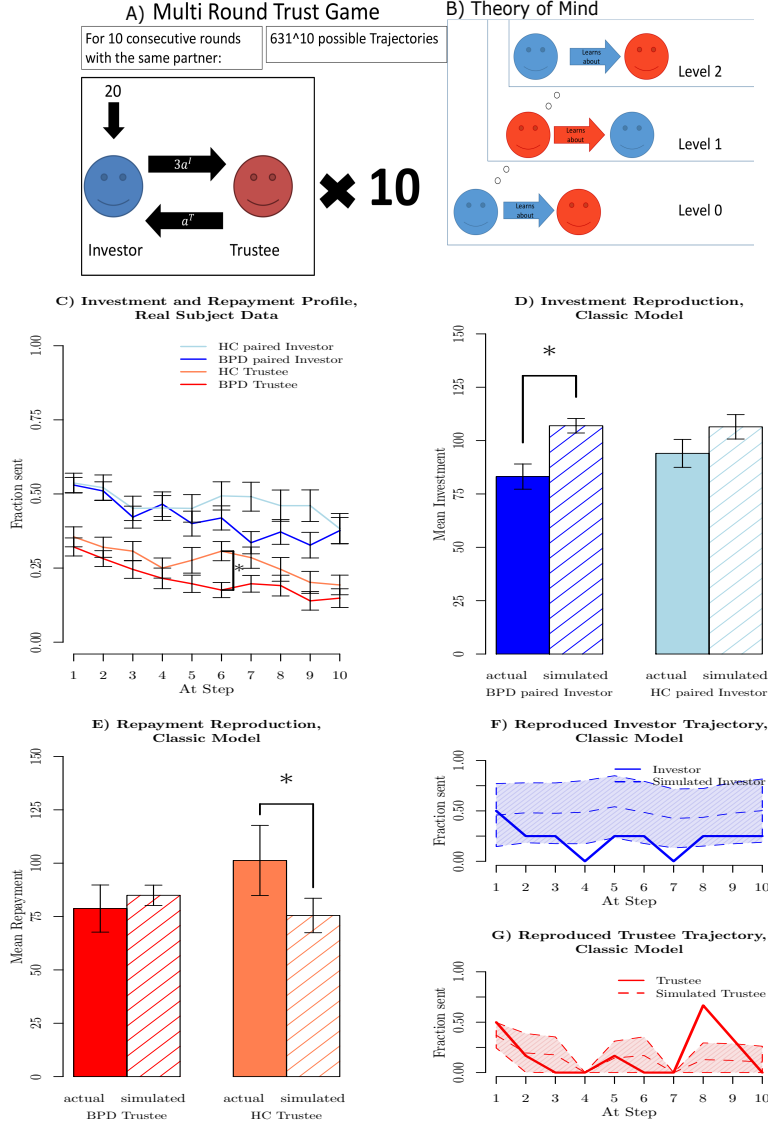 A) Multi Round Trust Game
For 10 consecutive rounds
with the same partner:
631^10 possible Trajectories
20
3a^I
a^T
Investor
Trustee
✖ 10
B) Theory of Mind
Learns
about
Level 2
Learns
about
Level 1
Learns
about
Level 0
C) Investment and Repayment Profile,
Real Subject Data
HC paired Investor
BPD paired Investor
HC Trustee
BPD Trustee
Fraction sent
1.00
0.75
0.50
0.25
0.00
*
1 2 3 4 5 6 7 8 9 10
At Step
D) Investment Reproduction,
Classic Model
Mean Investment
150
125
100
75
50
25
0
*
actual simulated actual simulated
BPD paired Investor HC paired Investor
E) Repayment Reproduction,
Classic Model
Mean Repayment
150
125
100
75
50
25
0
*
actual simulated actual simulated
BPD Trustee HC Trustee
F) Reproduced Investor Trajectory,
Classic Model
Investor
Simulated Investor
Fraction sent
1.00
0.50
0.00
1 2 3 4 5 6 7 8 9 10
At Step
G) Reproduced Trustee Trajectory,
Classic Model
Trustee
Simulated Trustee
Fraction sent
1.00
0.50
0.00
1 2 3 4 5 6 7 8 9 10
At Step